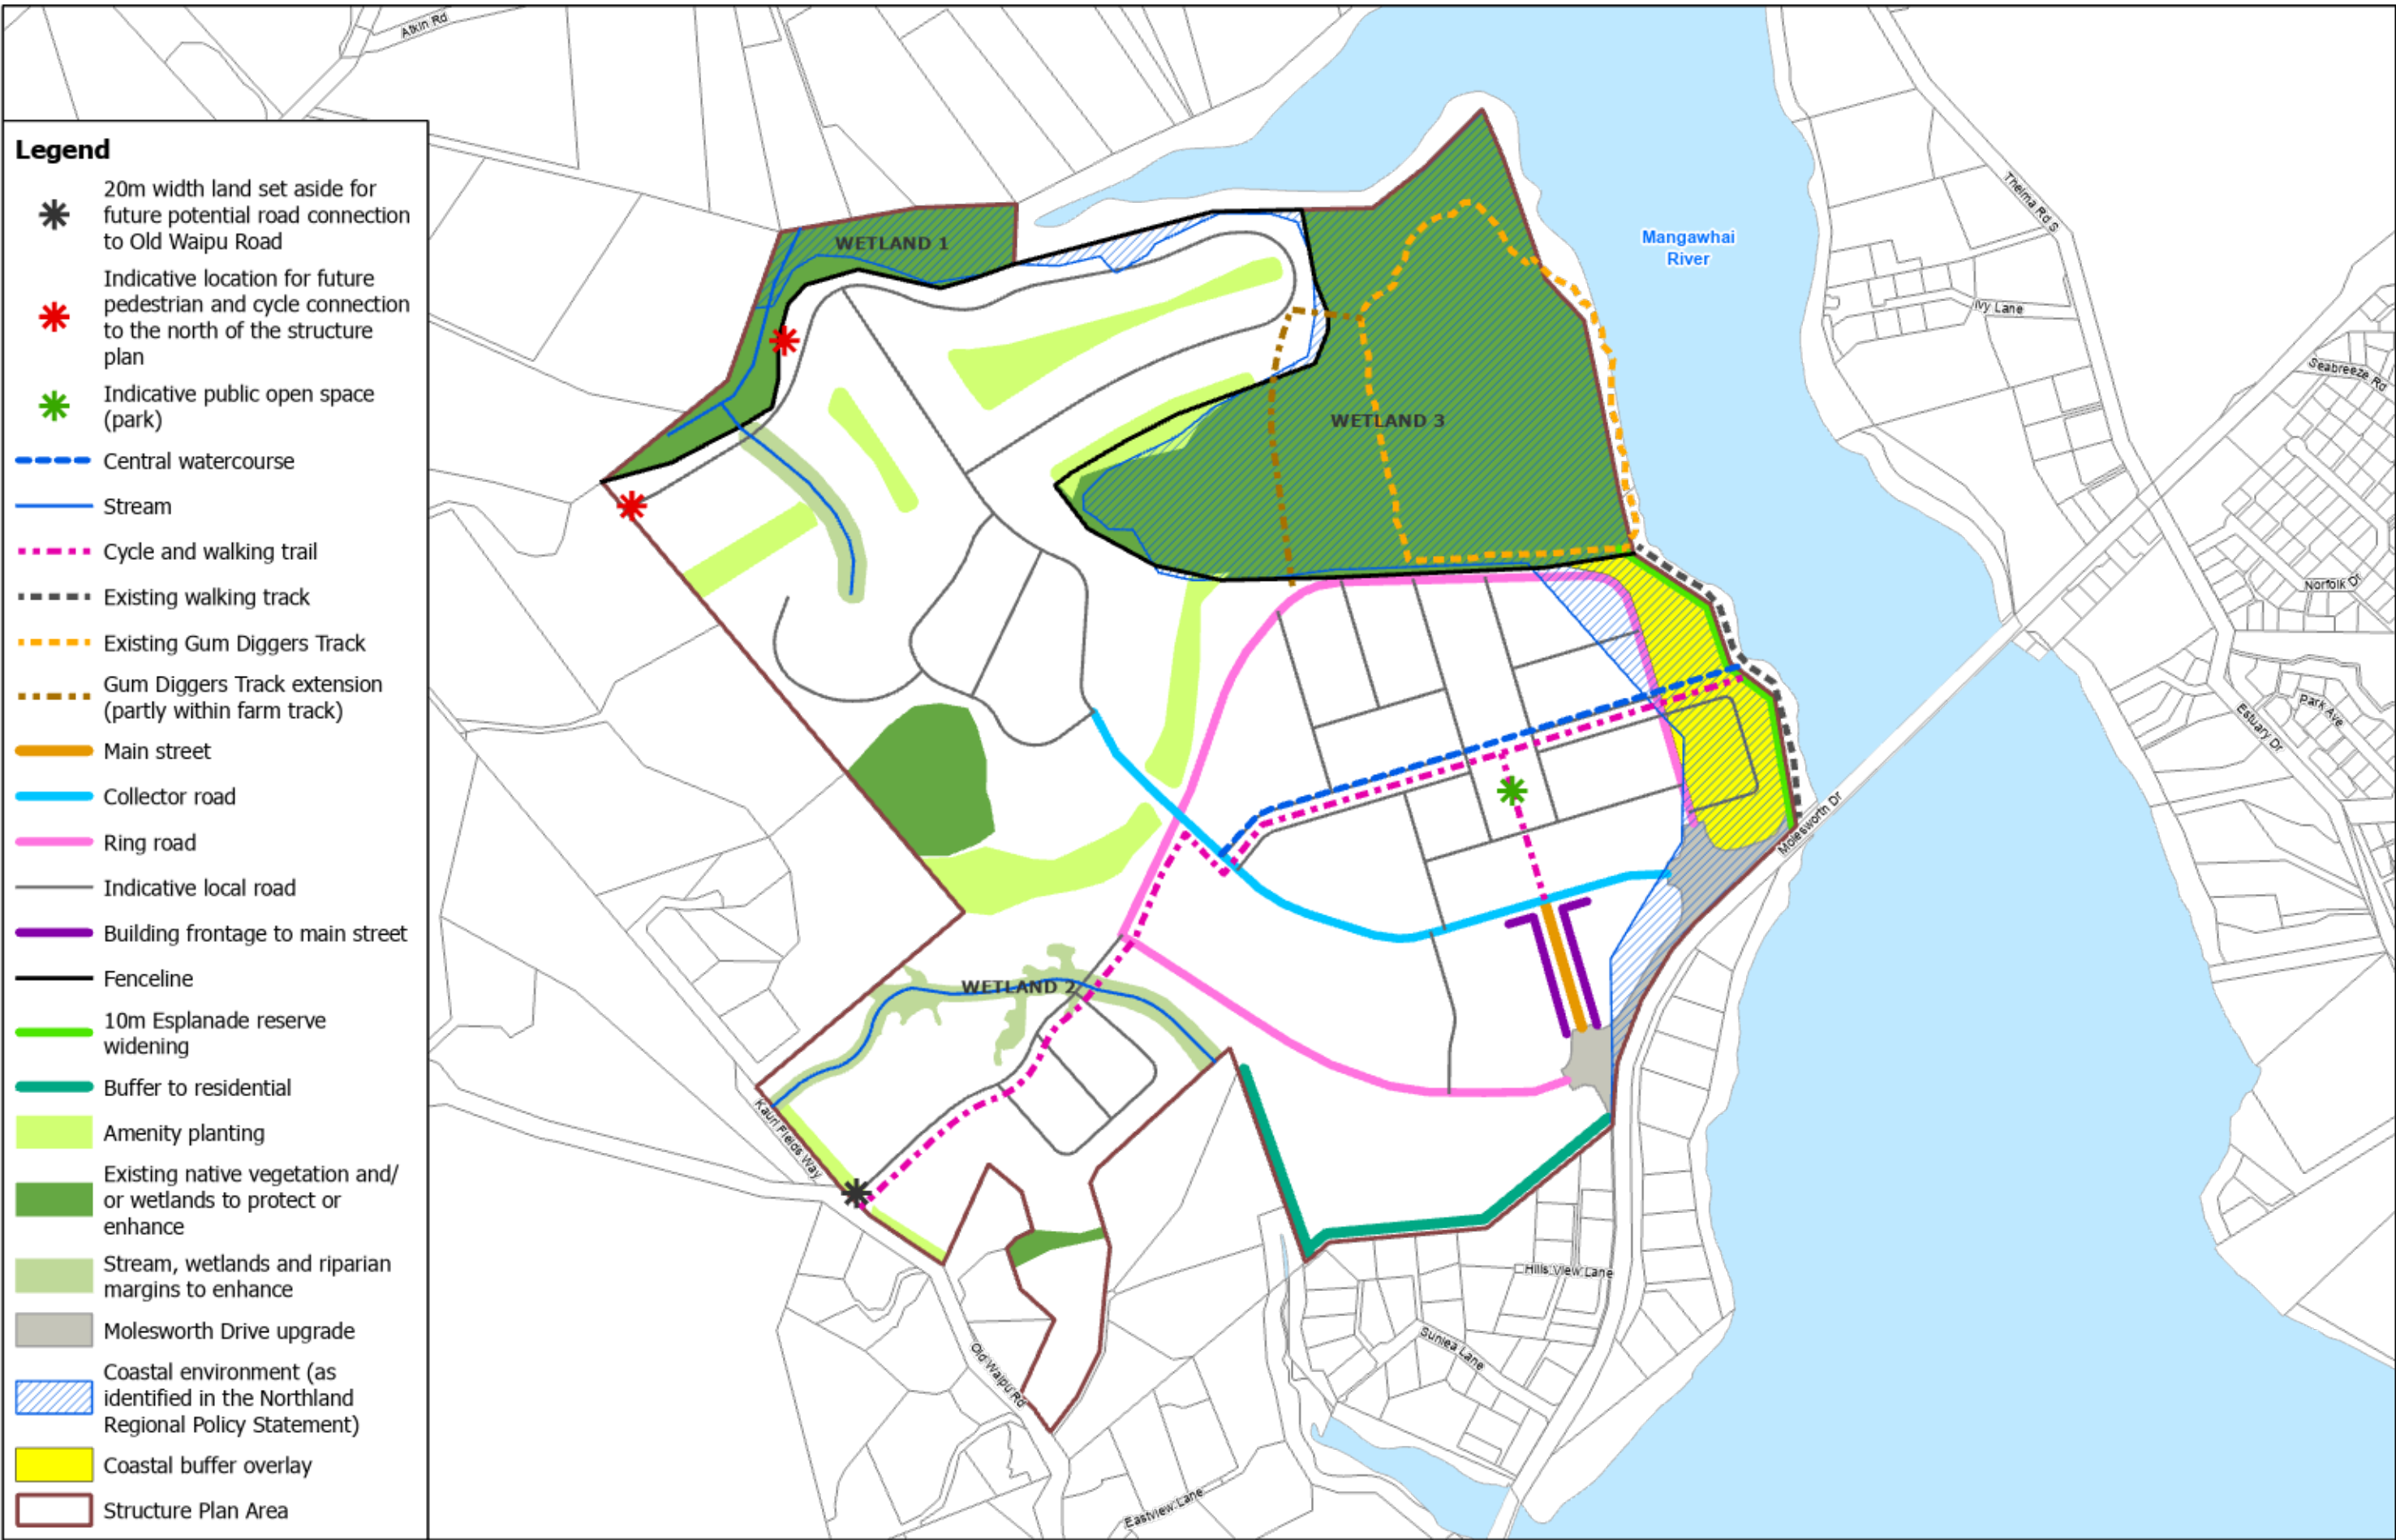 Atkin Rd
Legend
20m width land set aside for
future potential road connection
to Old Waipu Road
Indicative location for future
pedestrian and cycle connection
to the north of the structure
plan
Indicative public open space
(park)
Central watercourse
Stream
Cycle and walking trail
Existing walking track
Existing Gum Diggers Track
Gum Diggers Track extension
(partly within farm track)
Main street
Collector road
Ring road
Indicative local road
Building frontage to main street
Fenceline
10m Esplanade reserve
widening
Buffer to residential
Amenity planting
Existing native vegetation and/
or wetlands to protect or
enhance
Stream, wetlands and riparian
margins to enhance
Molesworth Drive upgrade
Coastal environment (as
identified in the Northland
Regional Policy Statement)
Coastal buffer overlay
Structure Plan Area
WETLAND 1
WETLAND 3
WETLAND 2
Mangawhai
River
Thelma Rd S
Ivy Lane
Seabreeze Rd
Norfolk Dr
Park Ave
Estuary Dr
Molesworth Dr
Kauri Fields Way
Old Waipu Rd
Hills View Lane
Sunlea Lane
Eastview Lane